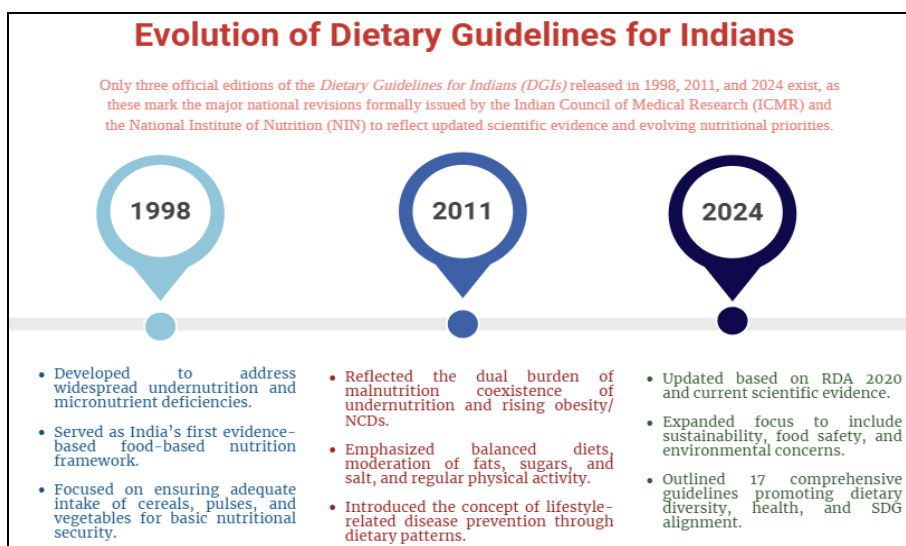 Evolution of Dietary Guidelines for Indians
Only three official editions of the Dietary Guidelines for Indians (DGIs) released in 1998, 2011, and 2024 exist, as
these mark the major national revisions formally issued by the Indian Council of Medical Research (ICMR) and
the National Institute of Nutrition (NIN) to reflect updated scientific evidence and evolving nutritional priorities.
1998
2011
2024
• Developed to address
widespread undernutrition and
micronutrient deficiencies.
• Served as India's first evidence-
based food-based nutrition
framework.
• Focused on ensuring adequate
intake of cereals, pulses, and
vegetables for basic nutritional
security.
• Reflected the dual burden of
malnutrition coexistence of
undernutrition and rising obesity/
NCDs.
• Emphasized balanced diets,
moderation of fats, sugars, and
salt, and regular physical activity.
• Introduced the concept of lifestyle-
related disease prevention through
dietary patterns.
• Updated based on RDA 2020
and current scientific evidence.
• Expanded focus to include
sustainability, food safety, and
environmental concerns.
• Outlined 17 comprehensive
guidelines promoting dietary
diversity, health, and SDG
alignment.